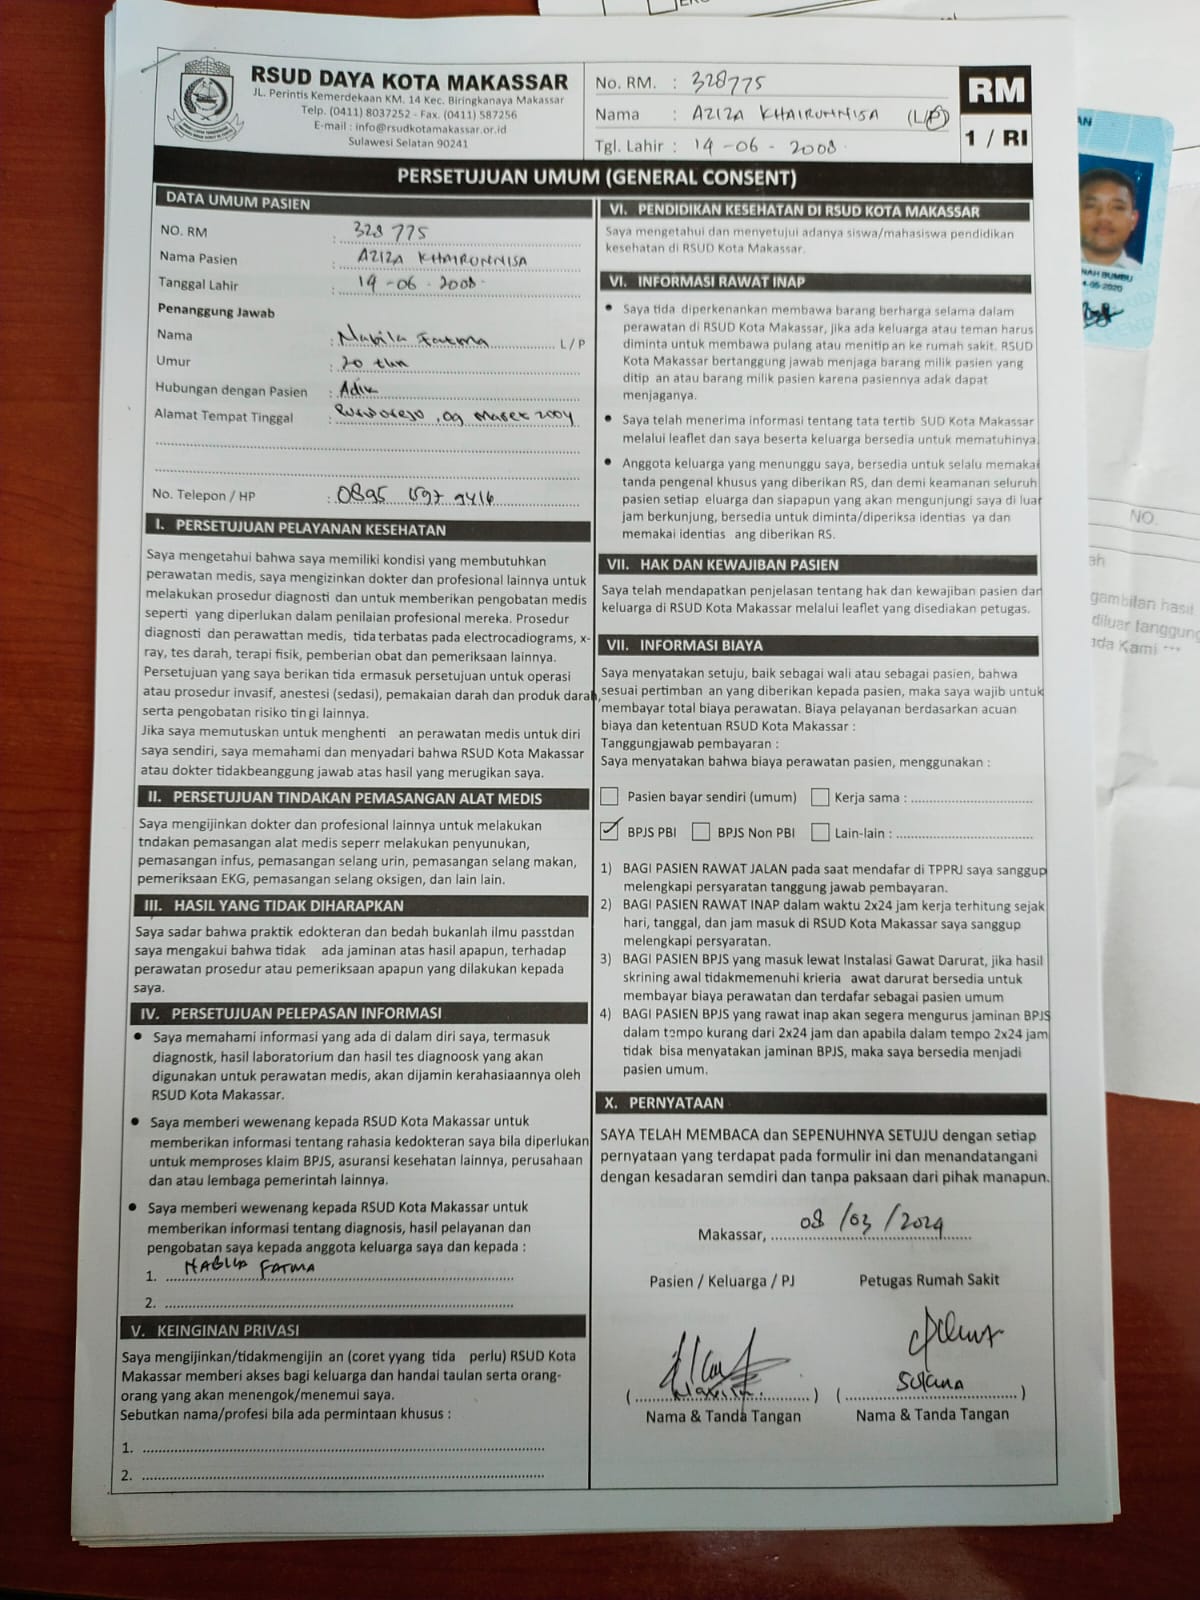 RSUD DAYA KOTA MAKASSAR
JL. Perintis Kemerdekaan KM. 14 Kec. Biringkanaya Makassar
Telp. (0411) 8037252 - Fax. (0411) 587256
E-mail : info@rsudkotamakassar.or.id
Sulawesi Selatan 90241
No. RM. : 328775
Nama : AZIZA KHAIRUNNISA (L/P)
Tgl. Lahir : 14-06-2008
RM
1 / RI
PERSETUJUAN UMUM (GENERAL CONSENT)
DATA UMUM PASIEN
NO. RM : 328775
Nama Pasien : AZIZA KHAIRUNNISA
Tanggal Lahir : 14-06-2008
Penanggung Jawab
Nama : Nabila Fatma L/P
Umur : 20 thn
Hubungan dengan Pasien : Adik
Alamat Tempat Tinggal : Purworejo, 09 Maret 2004
No. Telepon / HP : 0895 1597 9416
I. PERSETUJUAN PELAYANAN KESEHATAN
Saya mengetahui bahwa saya memiliki kondisi yang membutuhkan
perawatan medis, saya mengizinkan dokter dan profesional lainnya untuk
melakukan prosedur diagnosti dan untuk memberikan pengobatan medis
seperti yang diperlukan dalam penilaian profesional mereka. Prosedur
diagnosti dan perawattan medis, tida terbatas pada electrocadiograms, x-
ray, tes darah, terapi fisik, pemberian obat dan pemeriksaan lainnya.
Persetujuan yang saya berikan tida ermasuk persetujuan untuk operasi
atau prosedur invasif, anestesi (sedasi), pemakaian darah dan produk darah,
serta pengobatan risiko tin gi lainnya.
Jika saya memutuskan untuk menghenti an perawatan medis untuk diri
saya sendiri, saya memahami dan menyadari bahwa RSUD Kota Makassar
atau dokter tidakbeanggung jawab atas hasil yang merugikan saya.
II. PERSETUJUAN TINDAKAN PEMASANGAN ALAT MEDIS
Saya mengijinkan dokter dan profesional lainnya untuk melakukan
tndakan pemasangan alat medis seperr melakukan penyunukan,
pemasangan infus, pemasangan selang urin, pemasangan selang makan,
pemeriksaan EKG, pemasangan selang oksigen, dan lain lain.
III. HASIL YANG TIDAK DIHARAPKAN
Saya sadar bahwa praktik edokteran dan bedah bukanlah ilmu passtdan
saya mengakui bahwa tidak ada jaminan atas hasil apapun, terhadap
perawatan prosedur atau pemeriksaan apapun yang dilakukan kepada
saya.
IV. PERSETUJUAN PELEPASAN INFORMASI
• Saya memahami informasi yang ada di dalam diri saya, termasuk
diagnostk, hasil laboratorium dan hasil tes diagnoosk yang akan
digunakan untuk perawatan medis, akan dijamin kerahasiaannya oleh
RSUD Kota Makassar.
• Saya memberi wewenang kepada RSUD Kota Makassar untuk
memberikan informasi tentang rahasia kedokteran saya bila diperlukan
untuk memproses klaim BPJS, asuransi kesehatan lainnya, perusahaan
dan atau lembaga pemerintah lainnya.
• Saya memberi wewenang kepada RSUD Kota Makassar untuk
memberikan informasi tentang diagnosis, hasil pelayanan dan
pengobatan saya kepada anggota keluarga saya dan kepada :
1. NABILA FATMA
2.
V. KEINGINAN PRIVASI
Saya mengijinkan/tidakmengijin an (coret yyang tida perlu) RSUD Kota
Makassar memberi akses bagi keluarga dan handai taulan serta orang-
orang yang akan menengok/menemui saya.
Sebutkan nama/profesi bila ada permintaan khusus :
1.
2.
VI. PENDIDIKAN KESEHATAN DI RSUD KOTA MAKASSAR
Saya mengetahui dan menyetujui adanya siswa/mahasiswa pendidikan
kesehatan di RSUD Kota Makassar.
VI. INFORMASI RAWAT INAP
• Saya tida diperkenankan membawa barang berharga selama dalam
perawatan di RSUD Kota Makassar, jika ada keluarga atau teman harus
diminta untuk membawa pulang atau menitip an ke rumah sakit. RSUD
Kota Makassar bertanggung jawab menjaga barang milik pasien yang
ditip an atau barang milik pasien karena pasiennya adak dapat
menjaganya.
• Saya telah menerima informasi tentang tata tertib SUD Kota Makassar
melalui leaflet dan saya beserta keluarga bersedia untuk mematuhinya.
• Anggota keluarga yang menunggu saya, bersedia untuk selalu memakai
tanda pengenal khusus yang diberikan RS, dan demi keamanan seluruh
pasien setiap eluarga dan siapapun yang akan mengunjungi saya di luar
jam berkunjung, bersedia untuk diminta/diperiksa identias ya dan
memakai identias ang diberikan RS.
VII. HAK DAN KEWAJIBAN PASIEN
Saya telah mendapatkan penjelasan tentang hak dan kewajiban pasien dan
keluarga di RSUD Kota Makassar melalui leaflet yang disediakan petugas.
VII. INFORMASI BIAYA
Saya menyatakan setuju, baik sebagai wali atau sebagai pasien, bahwa
sesuai pertimban an yang diberikan kepada pasien, maka saya wajib untuk
membayar total biaya perawatan. Biaya pelayanan berdasarkan acuan
biaya dan ketentuan RSUD Kota Makassar :
Tanggungjawab pembayaran :
Saya menyatakan bahwa biaya perawatan pasien, menggunakan :
Pasien bayar sendiri (umum) Kerja sama :
✓ BPJS PBI BPJS Non PBI Lain-lain :
1) BAGI PASIEN RAWAT JALAN pada saat mendafar di TPPRJ saya sanggup
melengkapi persyaratan tanggung jawab pembayaran.
2) BAGI PASIEN RAWAT INAP dalam waktu 2x24 jam kerja terhitung sejak
hari, tanggal, dan jam masuk di RSUD Kota Makassar saya sanggup
melengkapi persyaratan.
3) BAGI PASIEN BPJS yang masuk lewat Instalasi Gawat Darurat, jika hasil
skrining awal tidakmemenuhi krieria awat darurat bersedia untuk
membayar biaya perawatan dan terdafar sebagai pasien umum
4) BAGI PASIEN BPJS yang rawat inap akan segera mengurus jaminan BPJS
dalam tempo kurang dari 2x24 jam dan apabila dalam tempo 2x24 jam
tidak bisa menyatakan jaminan BPJS, maka saya bersedia menjadi
pasien umum.
X. PERNYATAAN
SAYA TELAH MEMBACA dan SEPENUHNYA SETUJU dengan setiap
pernyataan yang terdapat pada formulir ini dan menandatangani
dengan kesadaran semdiri dan tanpa paksaan dari pihak manapun.
Makassar, 08/03/2024
Pasien / Keluarga / PJ Petugas Rumah Sakit
Nama & Tanda Tangan Nama & Tanda Tangan
NAH BUMBU
4-05-2020
NO.
ah
gambilan hasil
diluar tanggung
nda Kami ***